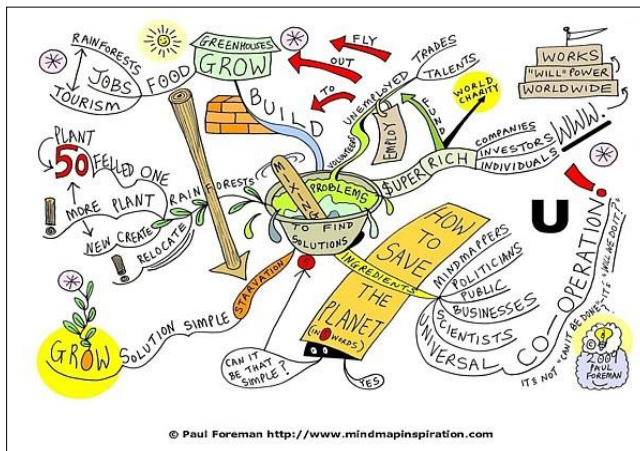 RAINFORESTS
JOBS
TOURISM
FOOD
GREENHOUSES
GROW
BUILD
FLY
OUT
TO
UNEMPLOYED
TRADES
TALENTS
VOLUNTEER
EMPLOY
FUND
WORLD
CHARITY
WORKS
"WILL" POWER
WORLDWIDE
WWW.
$UPER RICH
COMPANIES
INVESTORS
INDIVIDUALS
PLANT
50
FELLED ONE
MORE PLANT
NEW CREATE
RELOCATE
RAINFORESTS
MIXING
PROBLEMS
TO FIND
SOLUTIONS
STARVATION
SOLUTION SIMPLE
GROW
CAN IT
BE THAT
SIMPLE?
YES
HOW
TO
SAVE
THE
PLANET
WORDS)
INGREDIENTS
MINDMAPPERS
POLITICIANS
PUBLIC
BUSINESSES
SCIENTISTS
UNIVERSAL
CO-OPERATION!
U
IT'S NOT "CAN IT BE DONE"-IT'S "WILL WE DO IT?"
©
2009
PAUL
FOREMAN
© Paul Foreman http://www.mindmapinspiration.com